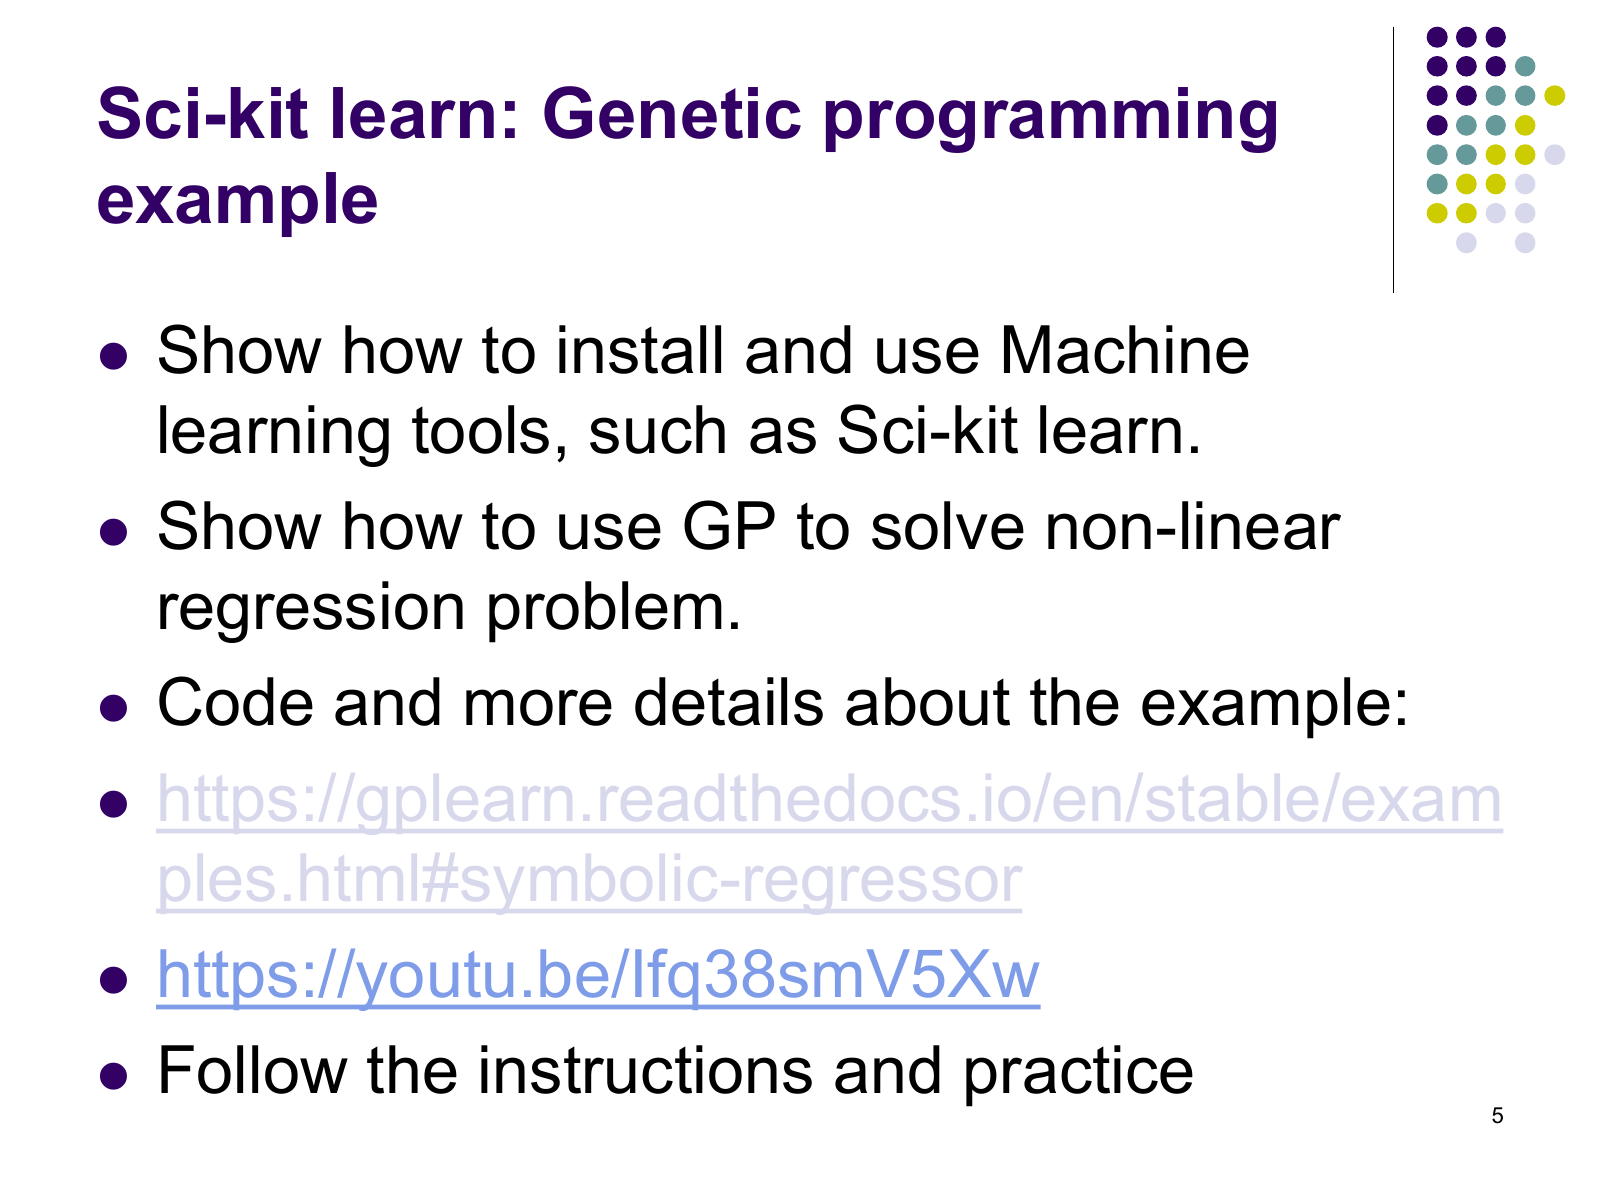 Sci-kit learn: Genetic programming
example
Show how to install and use Machine
learning tools, such as Sci-kit learn.
Show how to use GP to solve non-linear
regression problem.
Code and more details about the example:
https://gplearn.readthedocs.io/en/stable/exam
ples.html#symbolic-regressor
https://youtu.be/Ifq38smV5Xw
Follow the instructions and practice
5